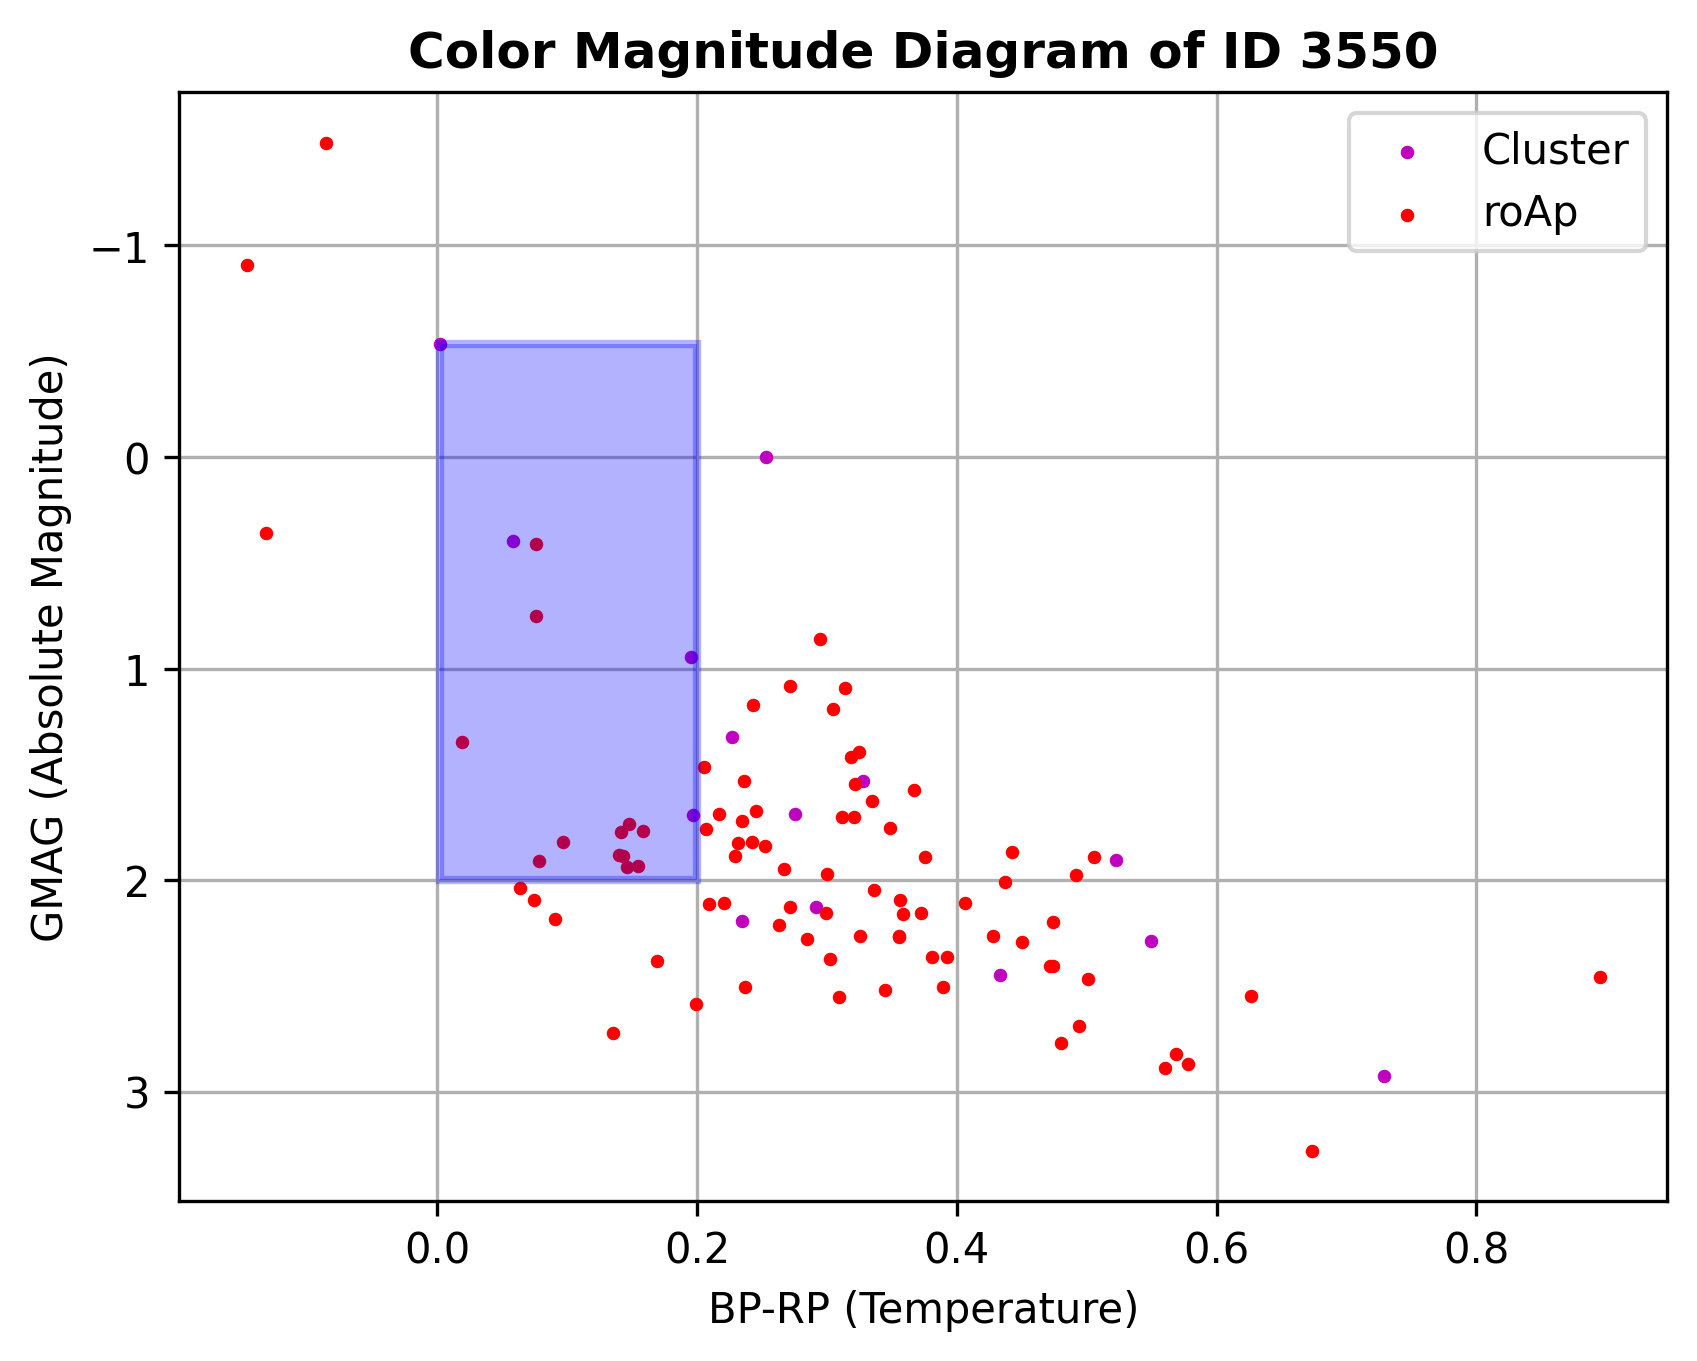 Color Magnitude Diagram of ID 3550
Cluster
roAp
GMAG (Absolute Magnitude)
−1
0
1
2
3
0.0 0.2 0.4 0.6 0.8
BP-RP (Temperature)